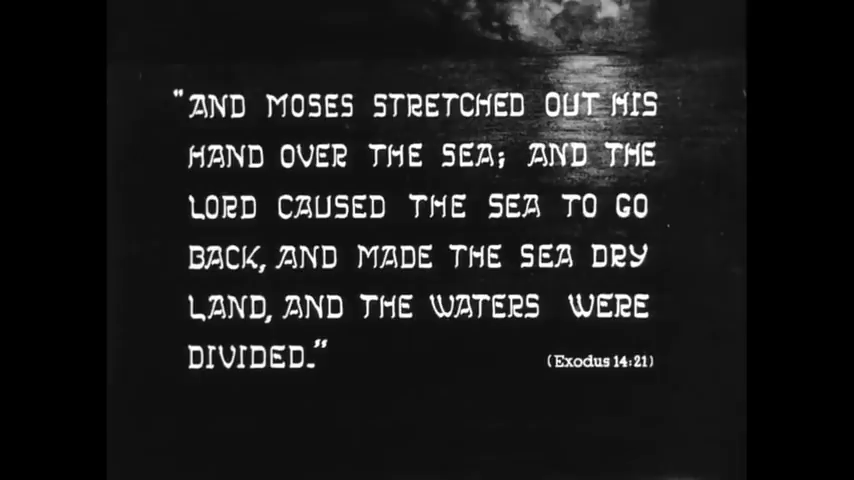 "AND MOSES STRETCHED OUT HIS
HAND OVER THE SEA; AND THE
LORD CAUSED THE SEA TO GO
BACK, AND MADE THE SEA DRY
LAND, AND THE WATERS WERE
DIVIDED."
(Exodus 14:21)